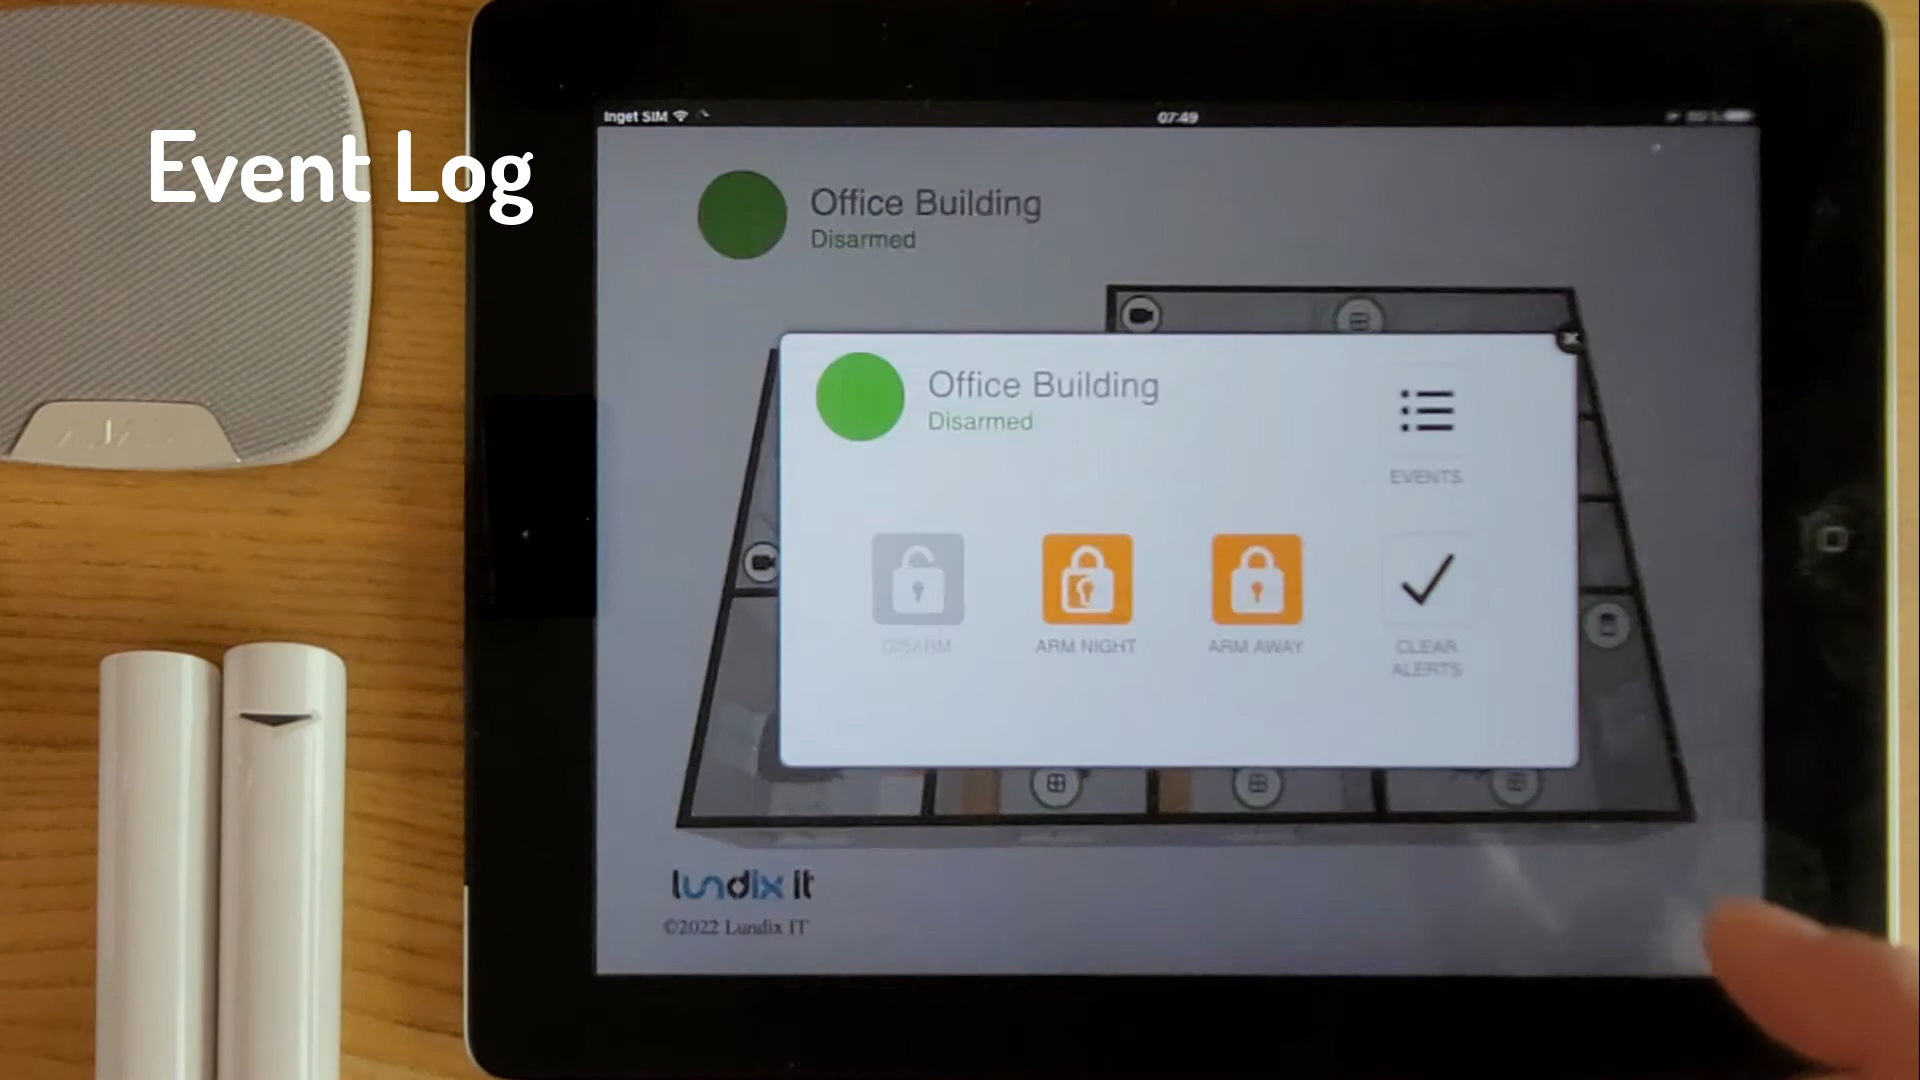 Event Log
Inget SIM
07:49
Office Building
Disarmed
Office Building
Disarmed
EVENTS
DISARM
ARM NIGHT
ARM AWAY
CLEAR
ALERTS
lundix it
©2022 Lundix IT